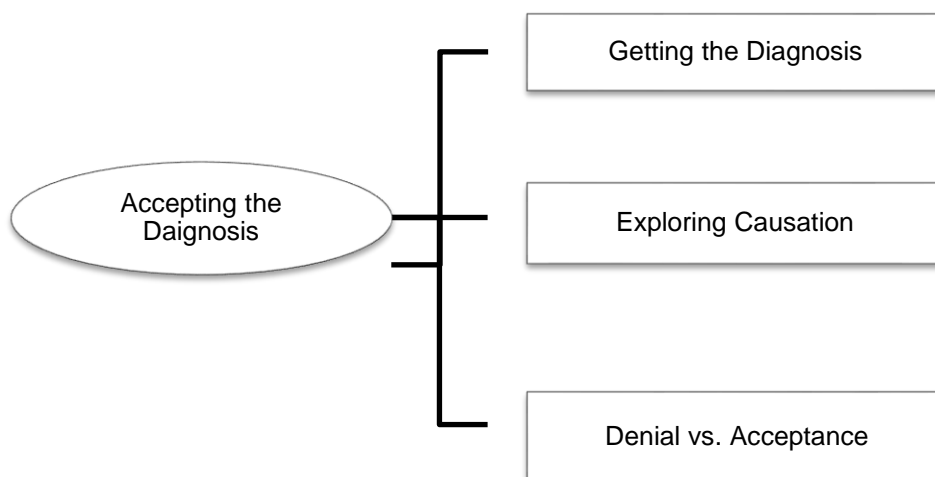 Getting the Diagnosis
Accepting the
Daignosis
Exploring Causation
Denial vs. Acceptance